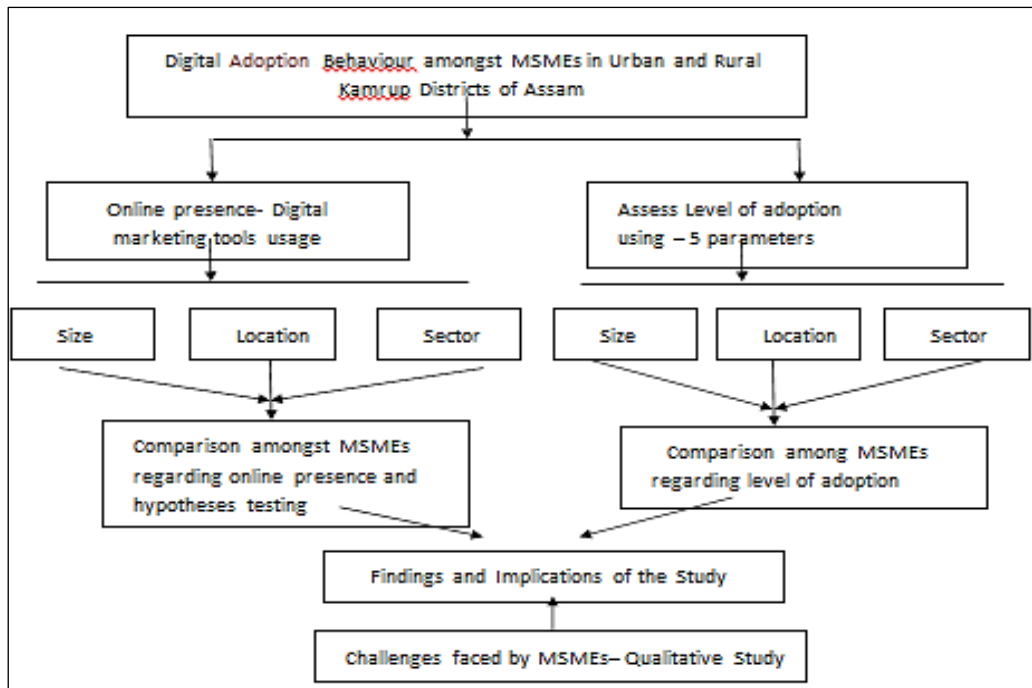 Digital Adoption Behaviour amongst MSMEs in Urban and Rural
Kamrup Districts of Assam
Online presence- Digital
marketing tools usage
Assess Level of adoption
using – 5 parameters
Size
Location
Sector
Size
Location
Sector
Comparison amongst MSMEs
regarding online presence and
hypotheses testing
Comparison among MSMEs
regarding level of adoption
Findings and Implications of the Study
Challenges faced by MSMEs– Qualitative Study